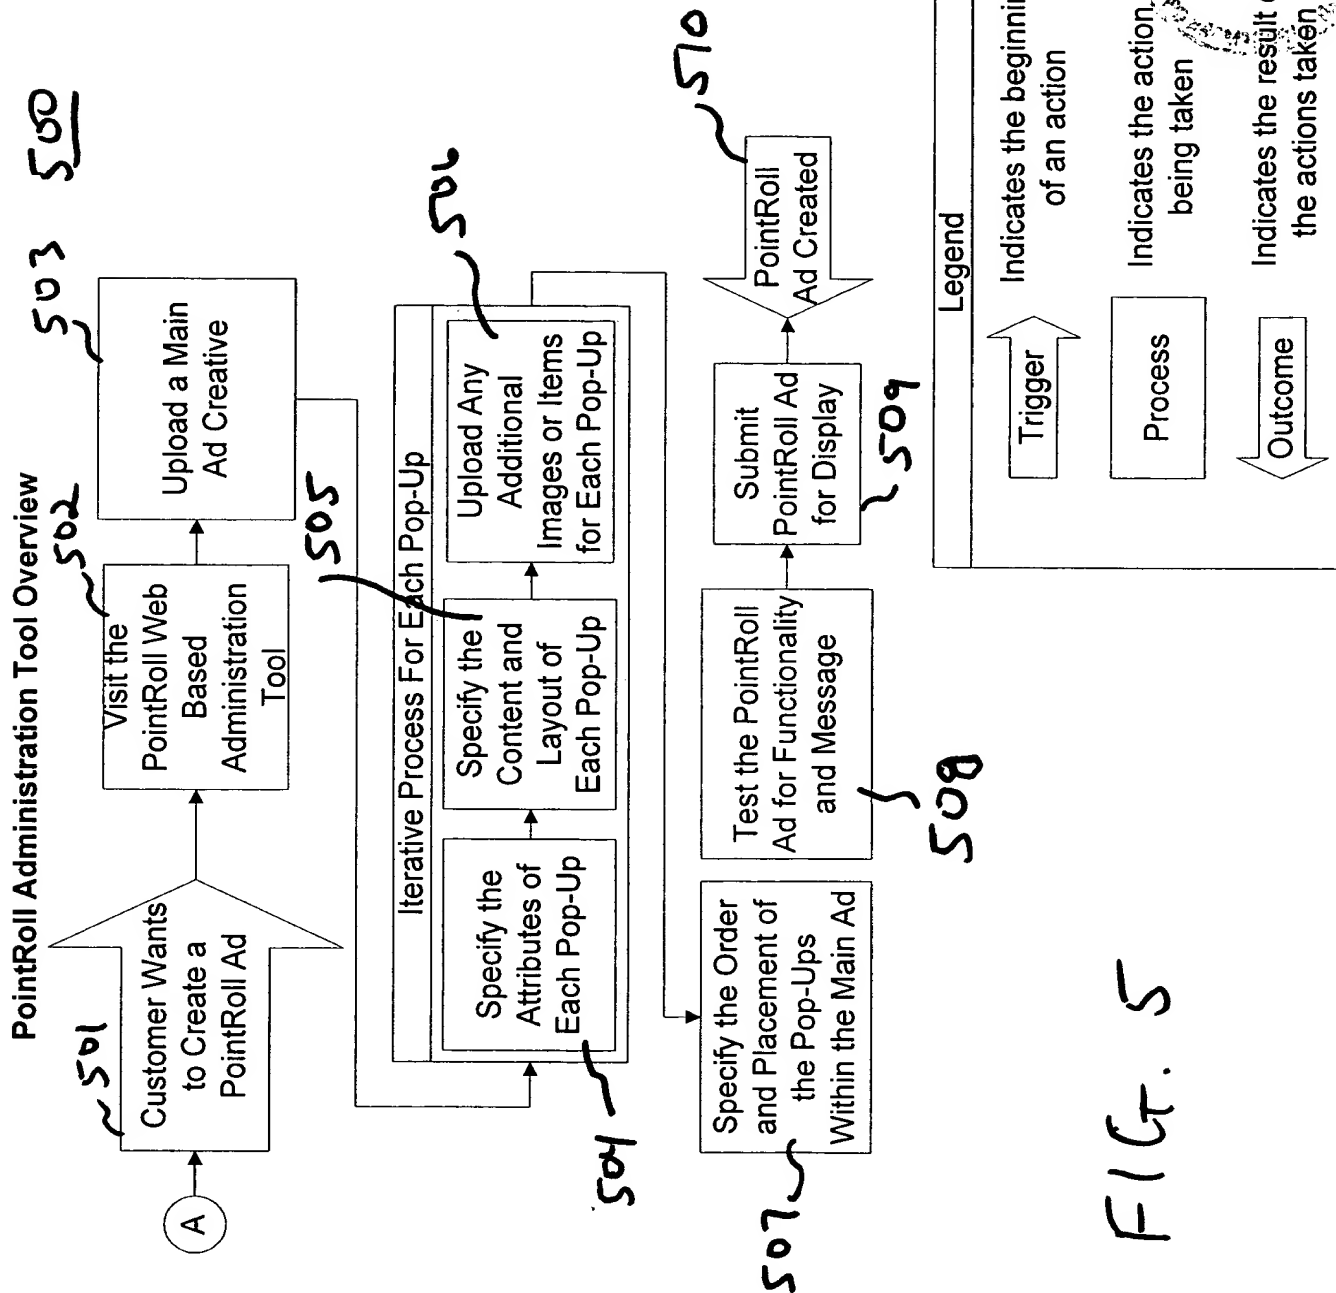 PointRoll Administration Tool Overview
500
A
501
Customer Wants
to Create a
PointRoll Ad
502
Visit the
PointRoll Web
Based
Administration
Tool
503
Upload a Main
Ad Creative
Iterative Process For Each Pop-Up
504
Specify the
Attributes of
Each Pop-Up
505
Specify the
Content and
Layout of
Each Pop-Up
506
Upload Any
Additional
Images or Items
for Each Pop-Up
507
Specify the Order
and Placement of
the Pop-Ups
Within the Main Ad
508
Test the PointRoll
Ad for Functionality
and Message
509
Submit
PointRoll Ad
for Display
510
PointRoll
Ad Created
Legend
Trigger
Indicates the
of an action
Process
Indicates the action
being taken
Outcome
Indicates the result
the actions taken
FIG. 5